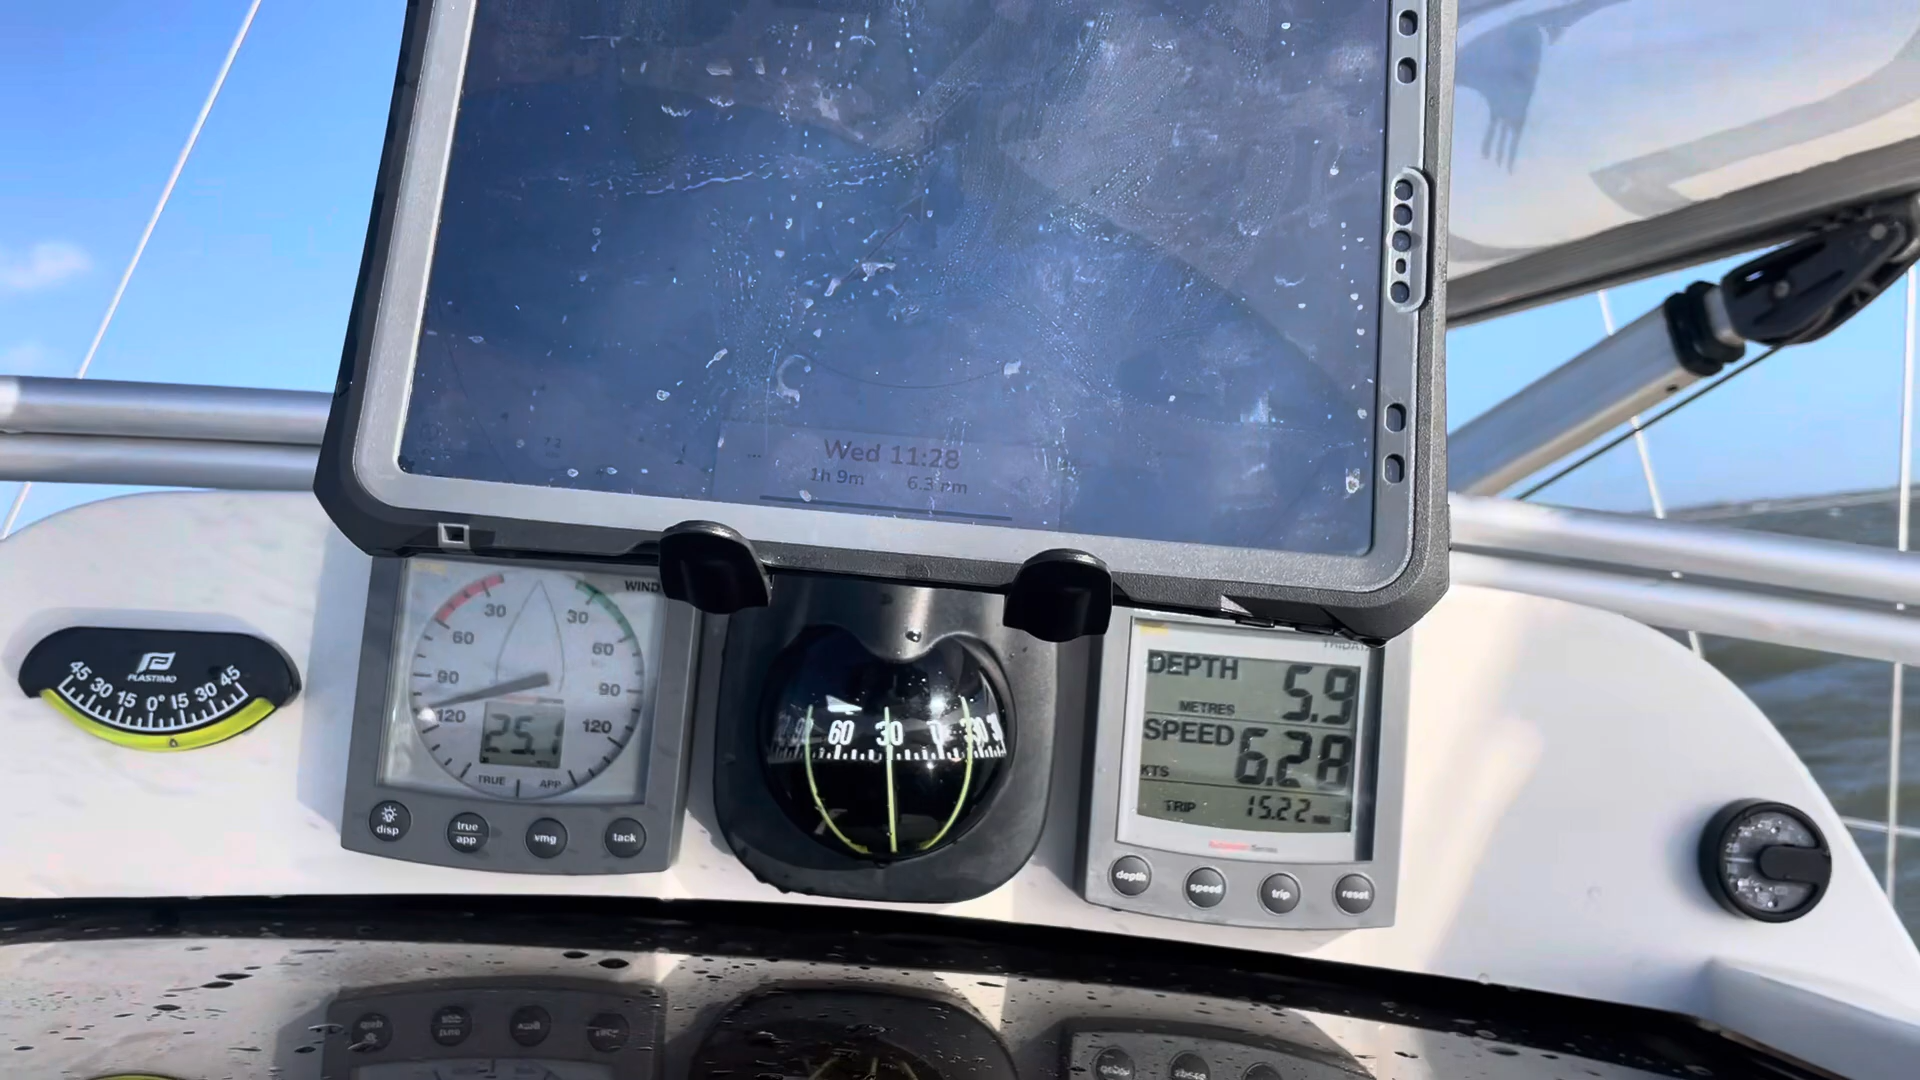 Wed 11:28
1h 9m 6.3 nm
45 30 15 0° 15 30 45
PLASTIMO
WIND
30 30
60 60
90 90
120 120
25.1
TRUE APP
disp
true
app
vmg
tack
60 30
TRIDATA
DEPTH 5.9
METRES
SPEED 6.28
KTS
TRIP 15.22
depth speed trip reset